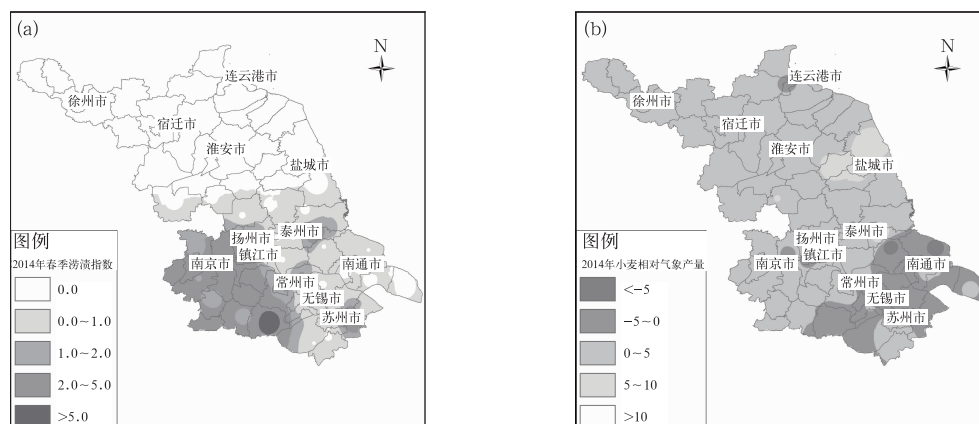 (a)
N
连云港市
徐州市
宿迁市
淮安市
盐城市
扬州市
泰州市
镇江市
南京市
南通市
常州市
无锡市
苏州市
图例
2014年春季涝渍指数
0.0
0.0~1.0
1.0~2.0
2.0~5.0
>5.0
(b)
N
连云港市
徐州市
宿迁市
淮安市
盐城市
泰州市
扬州市
镇江市
南京市
南通市
常州市
无锡市
苏州市
图例
2014年小麦相对气象产量
<-5
-5~0
0~5
5~10
>10